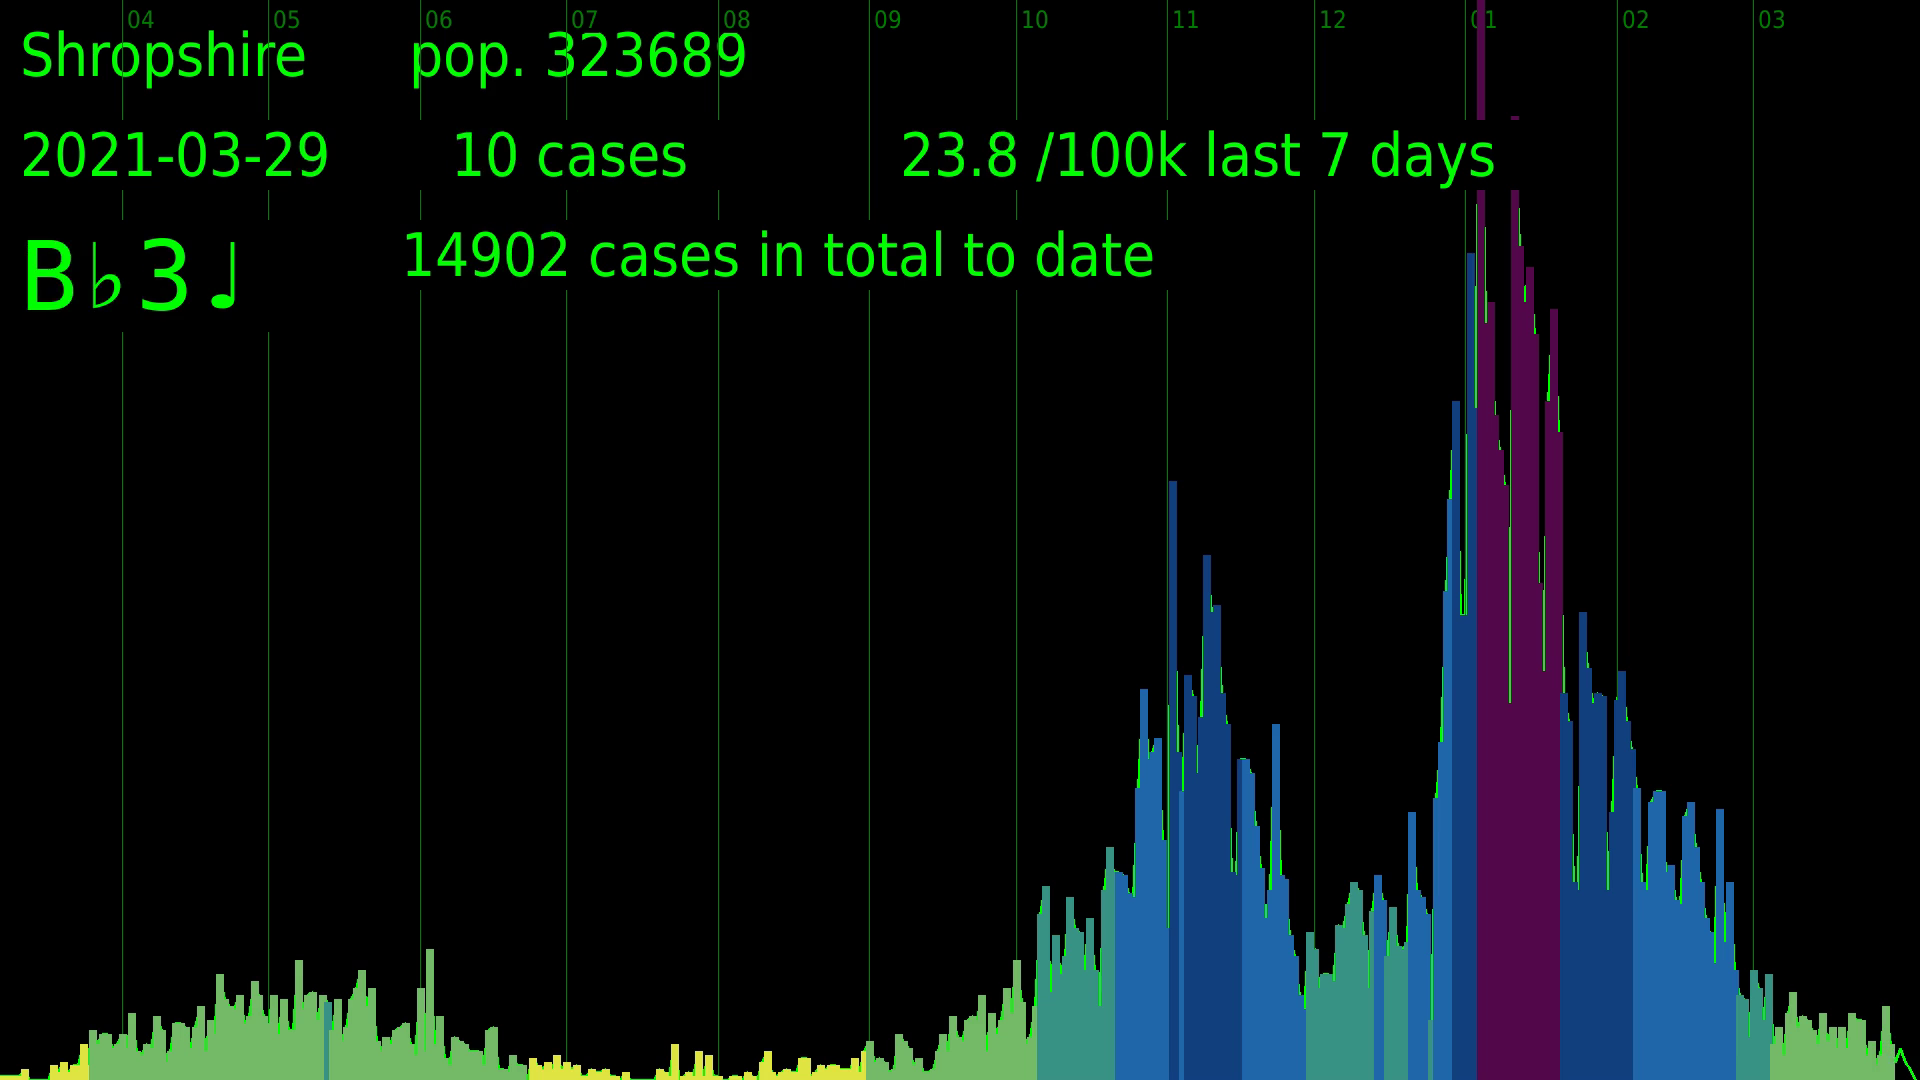 04 05 06 07 08 09 10 11 12 01 02 03
Shropshire pop. 323689
2021-03-29 10 cases 23.8 /100k last 7 days
14902 cases in total to date
B♭3♩